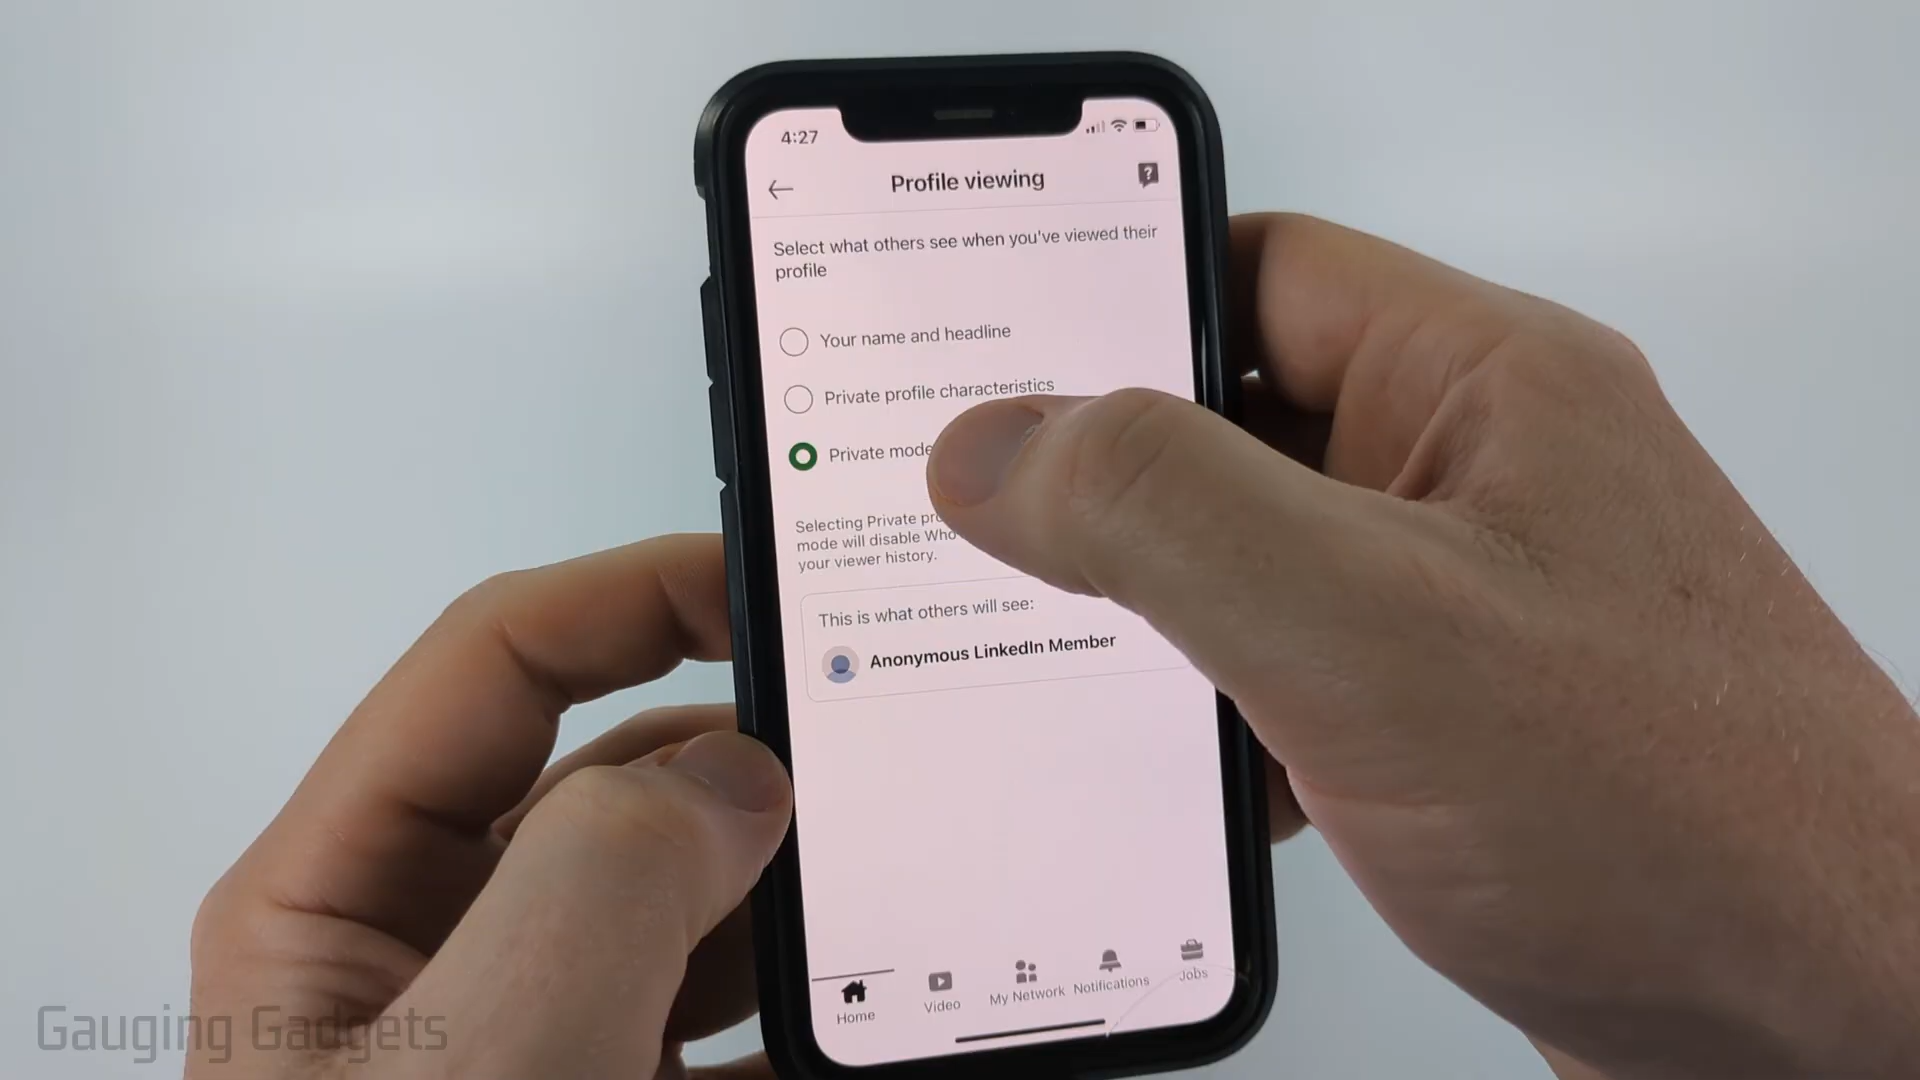 4:27
Profile viewing
?
Select what others see when you've viewed their
profile
Your name and headline
Private profile characteristics
Private mode
Selecting Private
mode will disable
your viewer history.
This is what others will see:
Anonymous LinkedIn Member
Home
Video
My Network
Notifications
Jobs
Gauging Gadgets